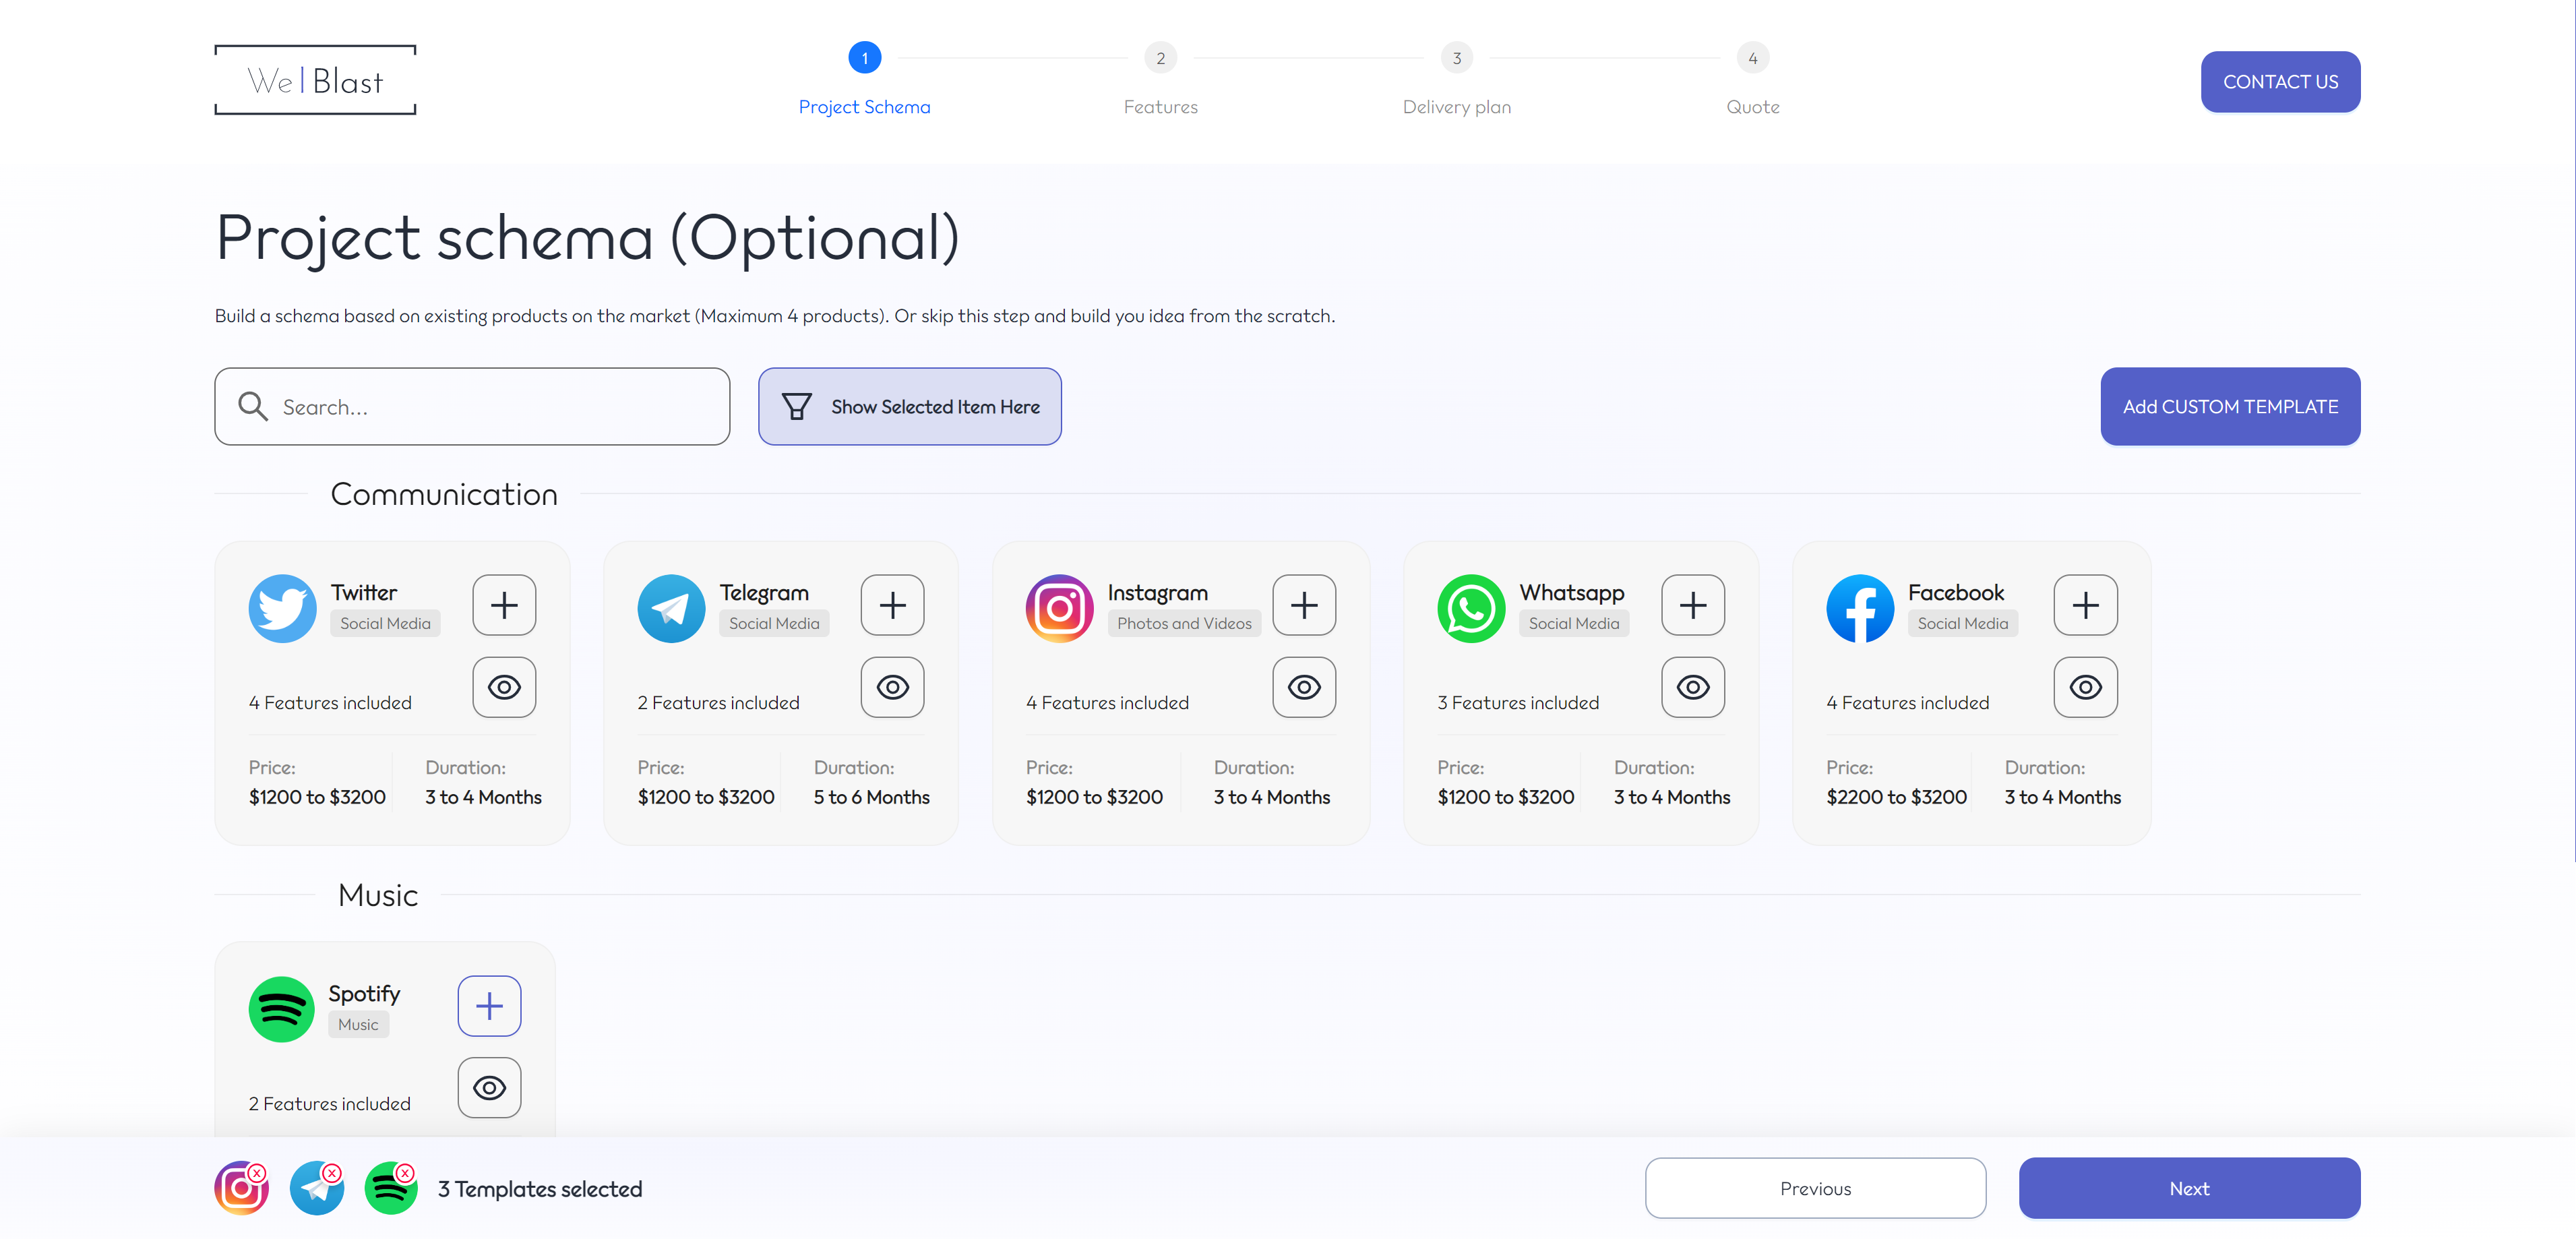 We | Blast
1
2
3
4
Project Schema
Features
Delivery plan
Quote
CONTACT US
Project schema (Optional)
Build a schema based on existing products on the market (Maximum 4 products). Or skip this step and build you idea from the scratch.
Search...
Show Selected Item Here
Add CUSTOM TEMPLATE
Communication
Twitter
Social Media
4 Features included
Price:
$1200 to $3200
Duration:
3 to 4 Months
Telegram
Social Media
2 Features included
Price:
$1200 to $3200
Duration:
5 to 6 Months
Instagram
Photos and Videos
4 Features included
Price:
$1200 to $3200
Duration:
3 to 4 Months
Whatsapp
Social Media
3 Features included
Price:
$1200 to $3200
Duration:
3 to 4 Months
Facebook
Social Media
4 Features included
Price:
$2200 to $3200
Duration:
3 to 4 Months
Music
Spotify
Music
2 Features included
3 Templates selected
Previous
Next